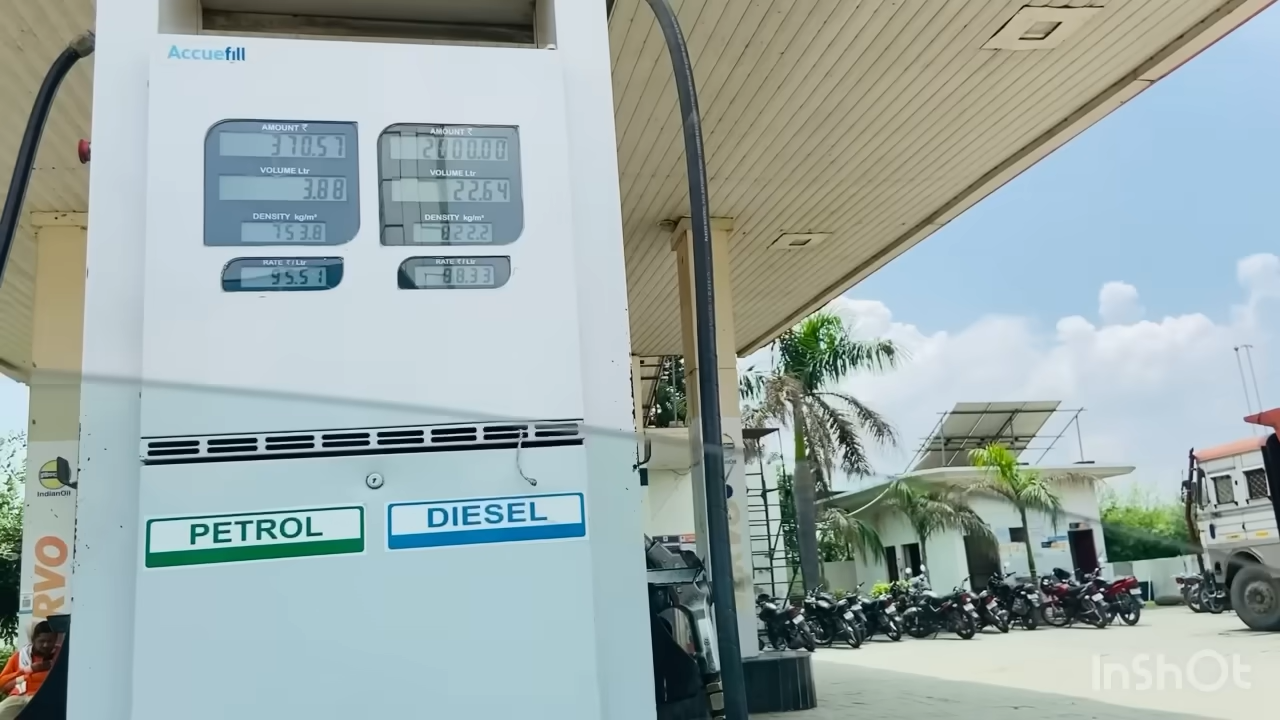 Accuefill
AMOUNT ₹
370.57
VOLUME Ltr
3.88
DENSITY kg/m³
753.8
RATE ₹/Ltr
95.51
AMOUNT ₹
2000.00
VOLUME Ltr
22.64
DENSITY kg/m³
822.2
RATE ₹/Ltr
88.33
PETROL
DIESEL
IndianOil
RVO
InShOt